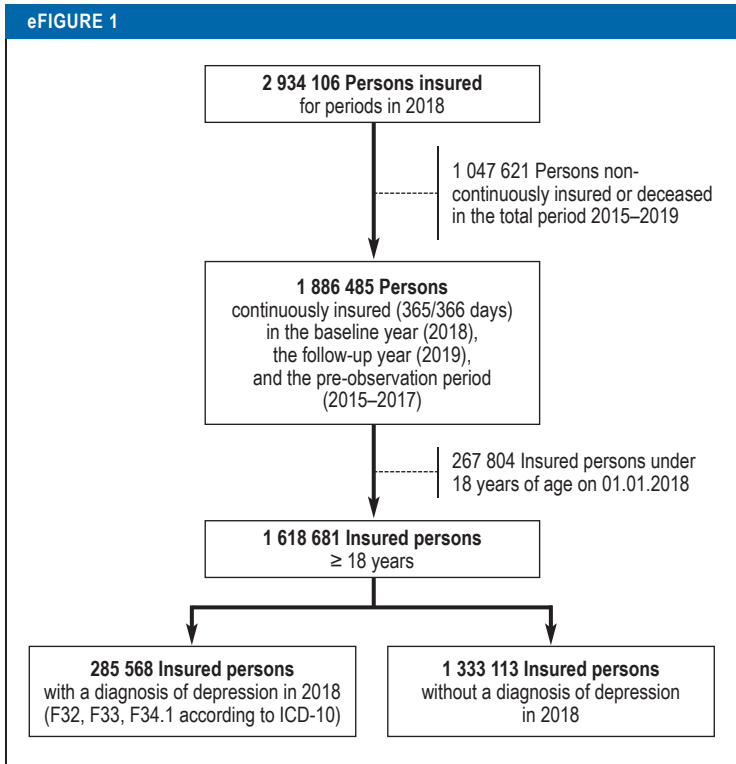 eFIGURE 1
2 934 106 Persons insured
for periods in 2018
1 047 621 Persons non-
continuously insured or deceased
in the total period 2015–2019
1 886 485 Persons
continuously insured (365/366 days)
in the baseline year (2018),
the follow-up year (2019),
and the pre-observation period
(2015–2017)
267 804 Insured persons under
18 years of age on 01.01.2018
1 618 681 Insured persons
≥ 18 years
285 568 Insured persons
with a diagnosis of depression in 2018
(F32, F33, F34.1 according to ICD-10)
1 333 113 Insured persons
without a diagnosis of depression
in 2018